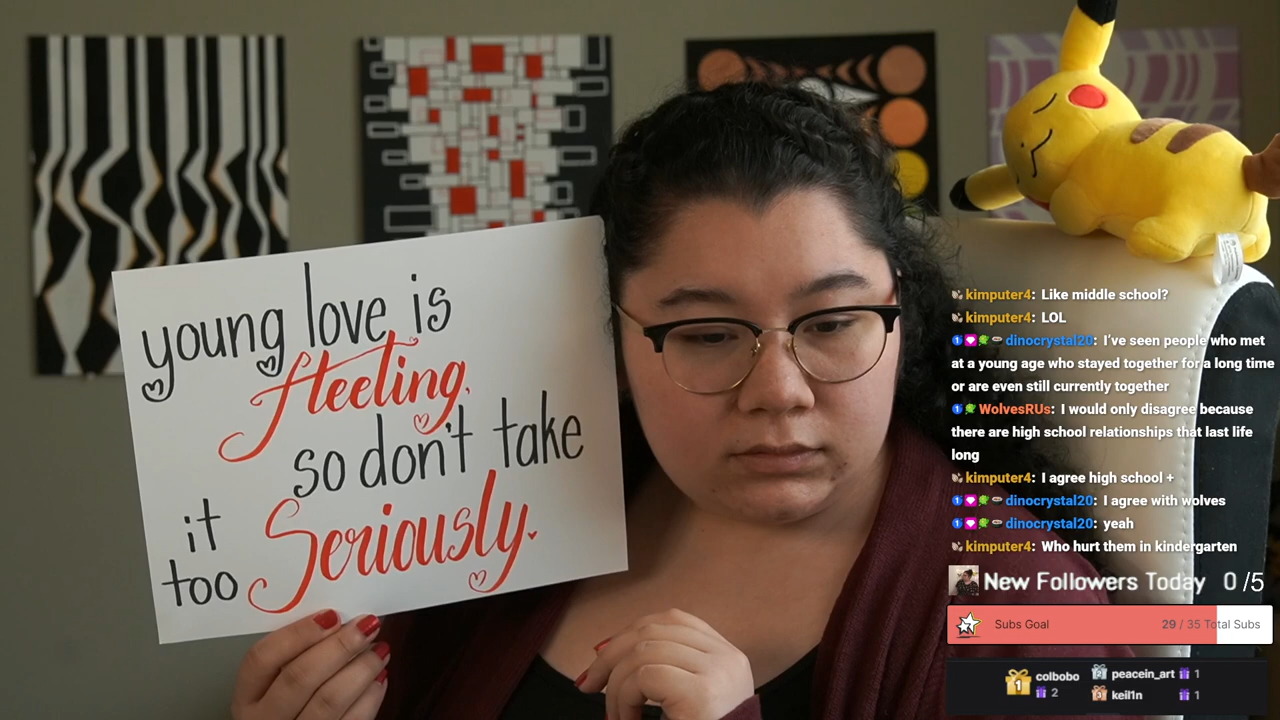 young love is
fleeting,
so don't take
it
too Seriously.
kimputer4: Like middle school?
kimputer4: LOL
dinocrystal20: I've seen people who met
at a young age who stayed together for a long time
or are even still currently together
WolvesRUs: I would only disagree because
there are high school relationships that last life
long
kimputer4: I agree high school +
dinocrystal20: I agree with wolves
dinocrystal20: yeah
kimputer4: Who hurt them in kindergarten
New Followers Today 0 /5
Subs Goal 29 / 35 Total Subs
1 colbobo 2
2 peacein_art 1
3 keil1n 1